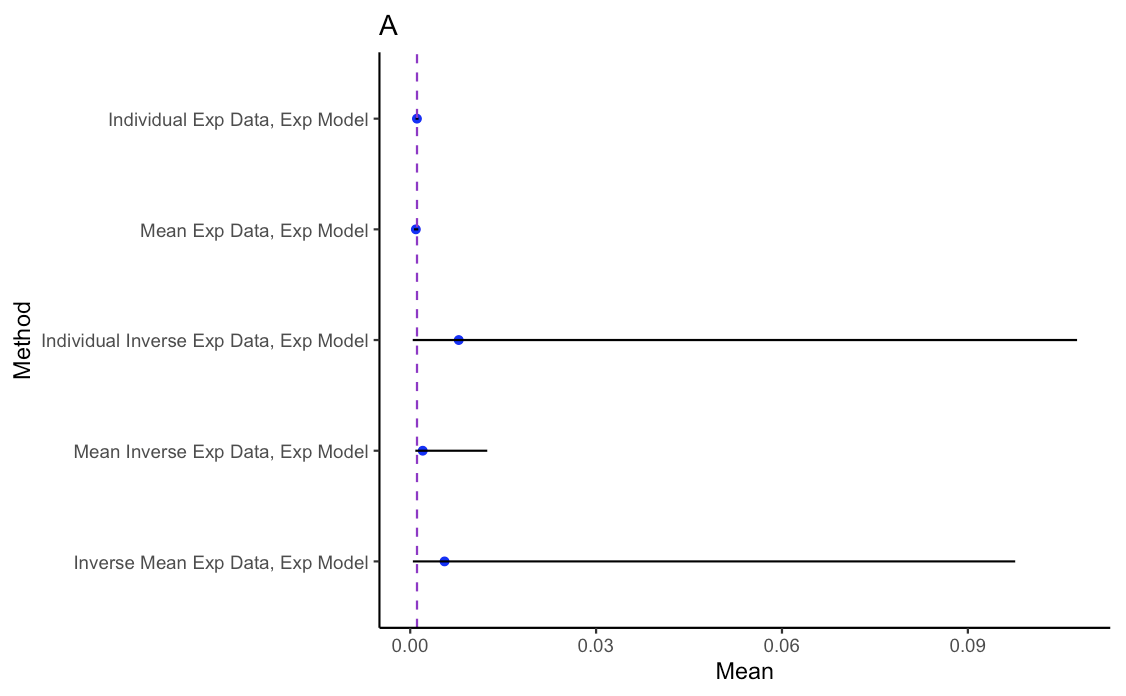 A
Individual Exp Data, Exp Model
Mean Exp Data, Exp Model
Individual Inverse Exp Data, Exp Model
Mean Inverse Exp Data, Exp Model
Inverse Mean Exp Data, Exp Model
Method
0.00 0.03 0.06 0.09
Mean